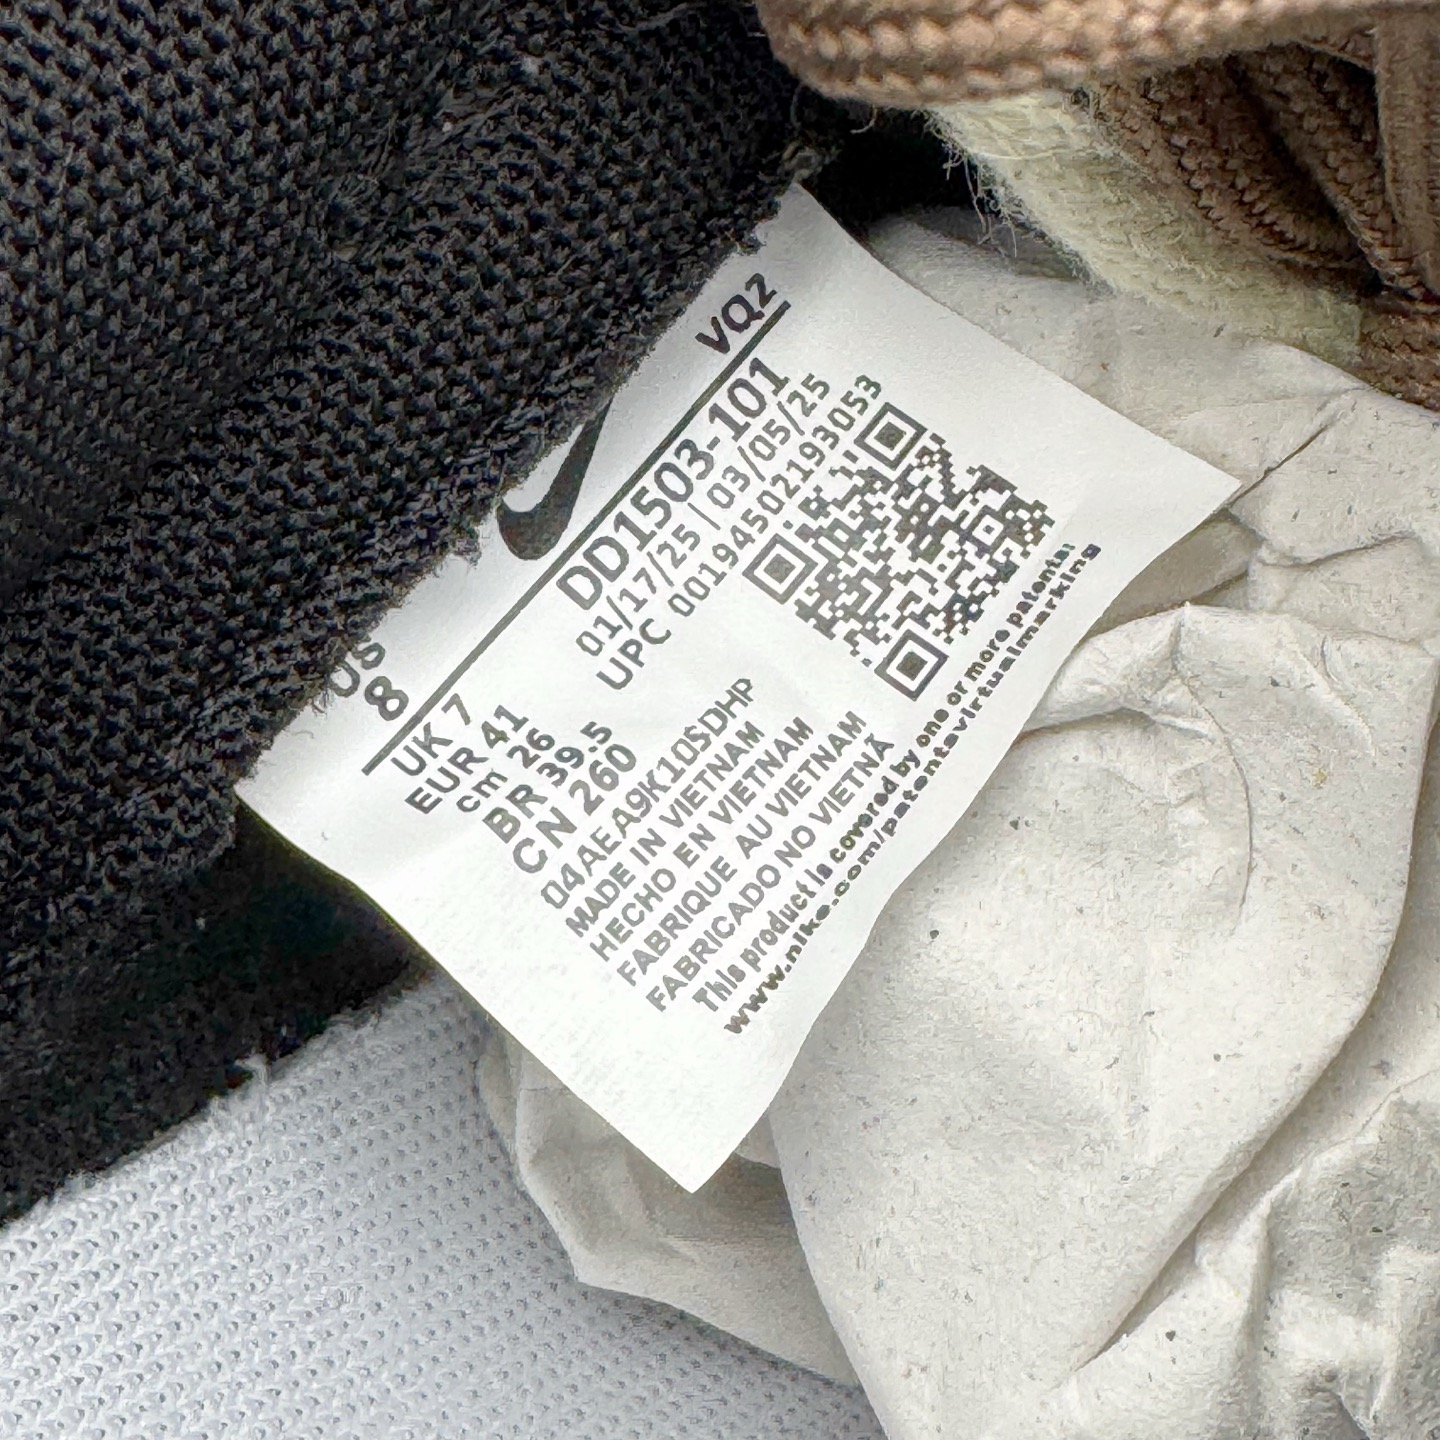 VQ2
US
8
DD1503-101
01/17/25 | 03/05/25
UPC 00194502193053
UK 7
EUR 41
cm 26
BR 39.5
CN 260
04AEA9K10SDHP
MADE IN VIETNAM
HECHO EN VIETNAM
FABRIQUE AU VIETNAM
FABRICADO NO VIETNÃ
This product is covered by one or more patents:
www.nike.com/patentsvirtualmarking